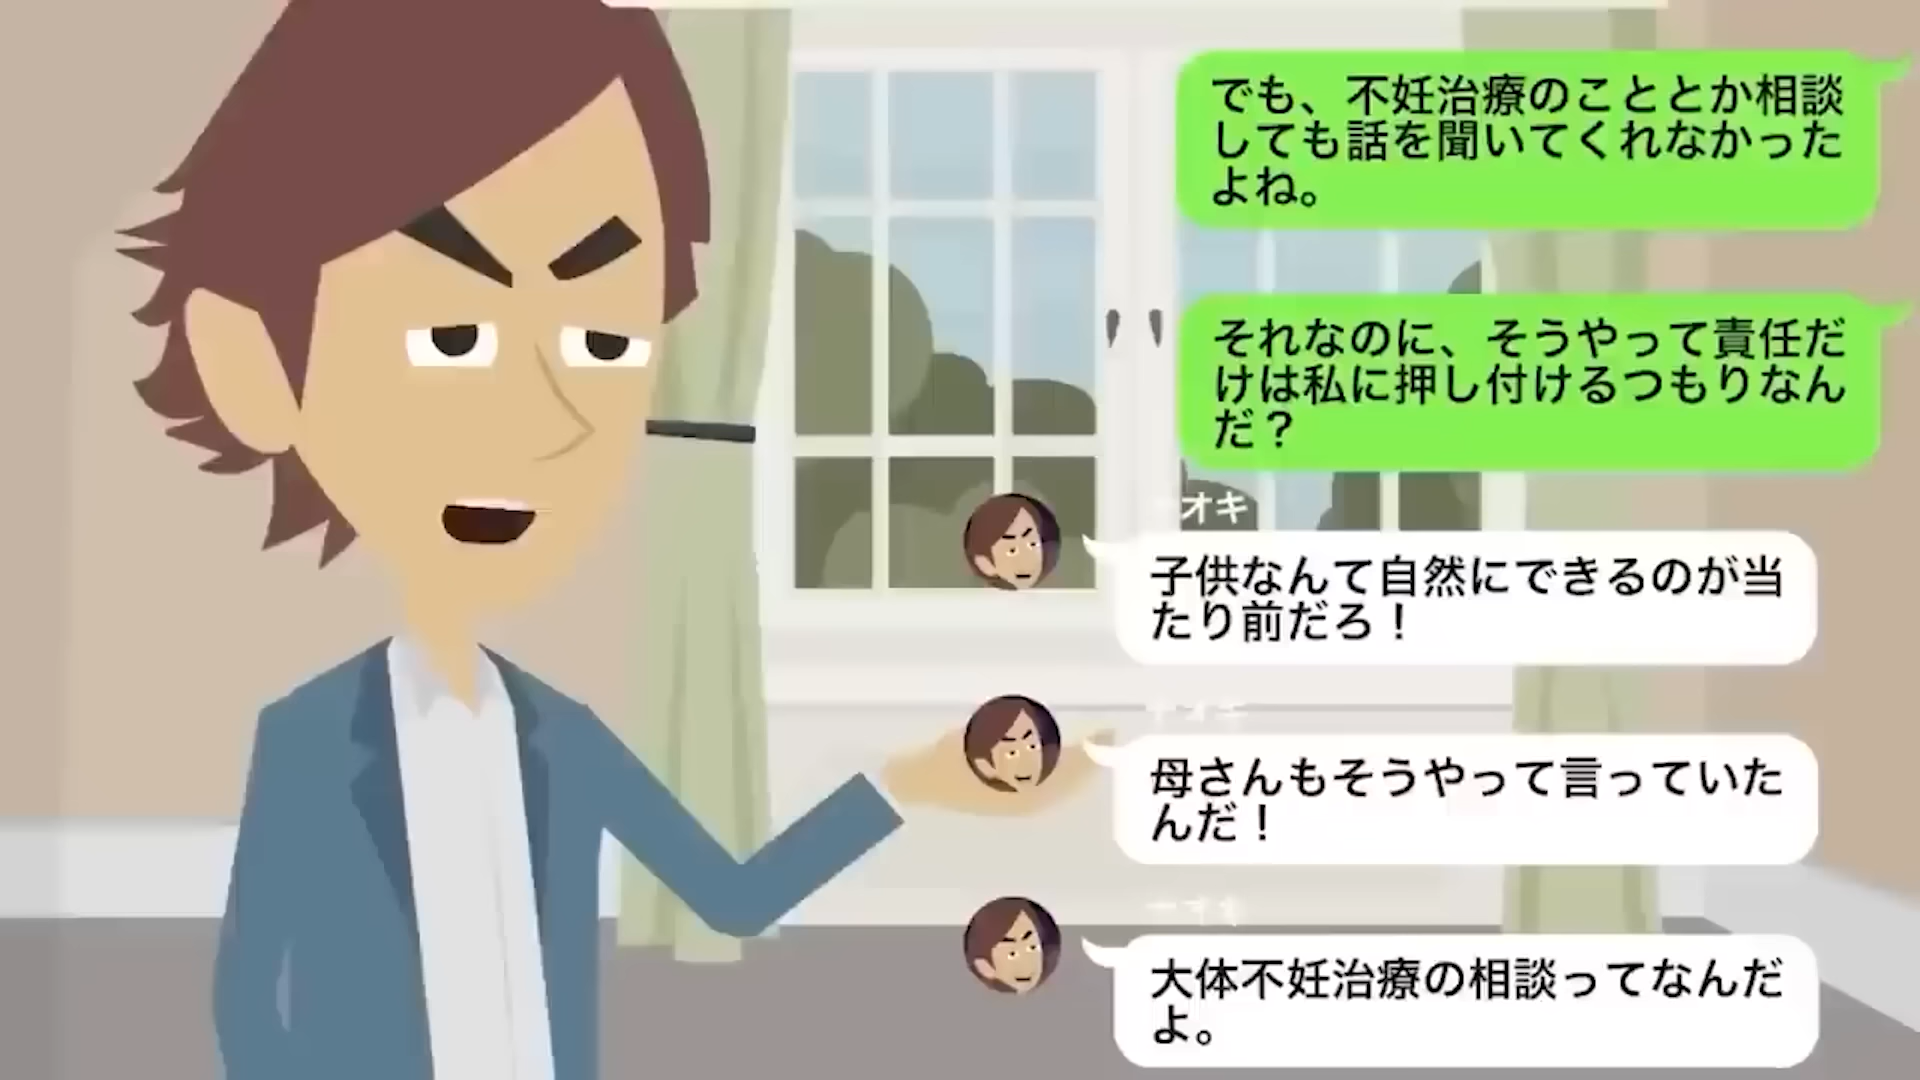 でも、不妊治療のこととか相談
しても話を聞いてくれなかった
よね。
それなのに、そうやって責任だ
けは私に押し付けるつもりなん
だ？
子供なんて自然にできるのが当
たり前だろ！
母さんもそうやって言っていた
んだ！
大体不妊治療の相談ってなんだ
よ。